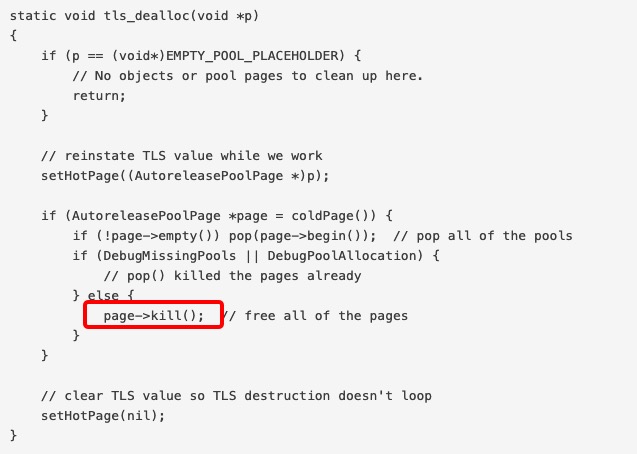 static void tls_dealloc(void *p)
{
    if (p == (void*)EMPTY_POOL_PLACEHOLDER) {
        // No objects or pool pages to clean up here.
        return;
    }

    // reinstate TLS value while we work
    setHotPage((AutoreleasePoolPage *)p);

    if (AutoreleasePoolPage *page = coldPage()) {
        if (!page->empty()) pop(page->begin());  // pop all of the pools
        if (DebugMissingPools || DebugPoolAllocation) {
            // pop() killed the pages already
        } else {
            page->kill();  // free all of the pages
        }
    }

    // clear TLS value so TLS destruction doesn't loop
    setHotPage(nil);
}